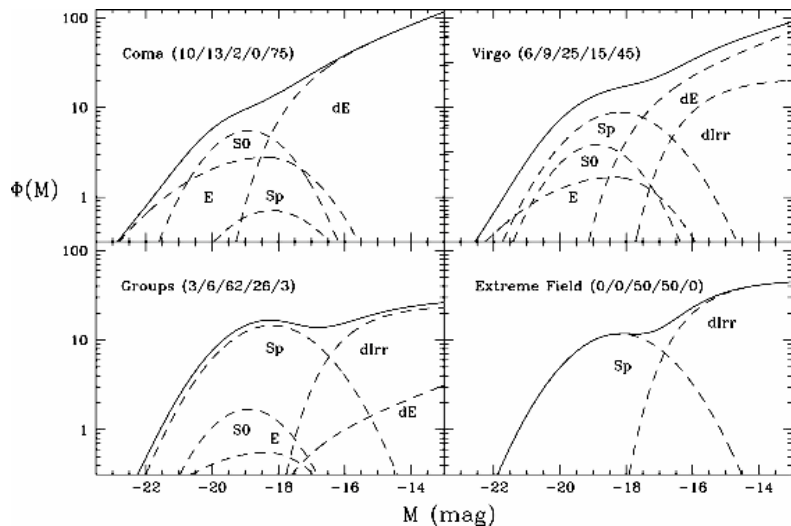 Coma (10/13/2/0/75)
Virgo (6/9/25/15/45)
100
10
1
S0
E
Sp
dE
Sp
S0
E
dE
dIrr
Φ(M)
Groups (3/6/62/26/3)
Extreme Field (0/0/50/50/0)
100
10
1
Sp
S0
E
dIrr
dE
Sp
dIrr
-22 -20 -18 -16 -14
-22 -20 -18 -16 -14
M (mag)